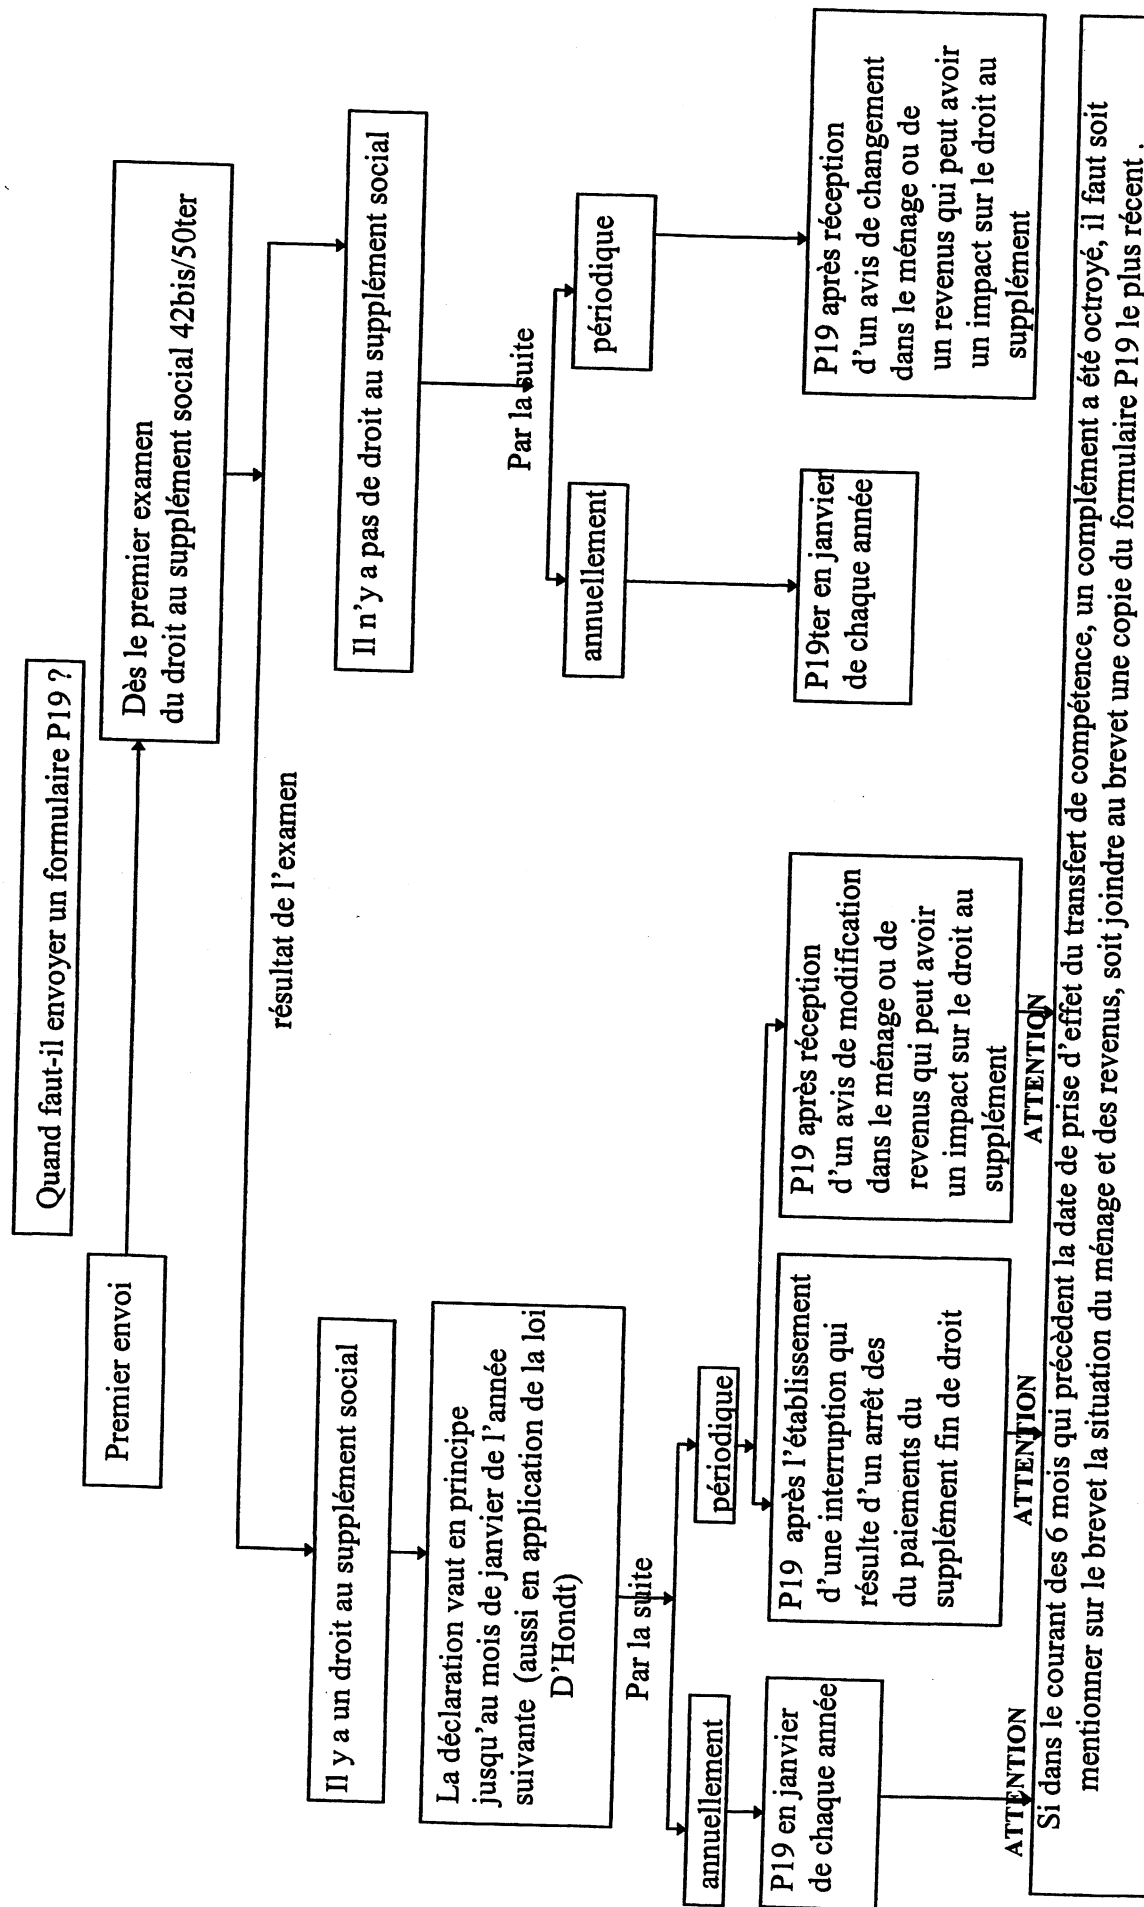 Quand faut-il envoyer un formulaire P19 ?
Premier envoi
Dès le premier examen
du droit au supplément social 42bis/50ter
résultat de l'examen
Il y a un droit au supplément social
Il n'y a pas de droit au supplément social
La déclaration vaut en principe
jusqu'au mois de janvier de l'année
suivante (aussi en application de la loi
D'Hondt)
Par la suite
annuellement
périodique
Par la suite
annuellement
périodique
P19 en janvier
de chaque année
P19 après l'établissement
d'une interruption qui
résulte d'un arrêt des
du paiements du
supplément fin de droit
P19 après réception
d'un avis de modification
dans le ménage ou de
revenus qui peut avoir
un impact sur le droit au
supplément
P19ter en janvier
de chaque année
P19 après réception
d'un avis de changement
dans le ménage ou de
un revenus qui peut avoir
un impact sur le droit au
supplément
ATTENTION
ATTENTION
ATTENTION
Si dans le courant des 6 mois qui précèdent la date de prise d'effet du transfert de compétence, un complément a été octroyé, il faut soit
mentionner sur le brevet la situation du ménage et des revenus, soit joindre au brevet une copie du formulaire P19 le plus récent .